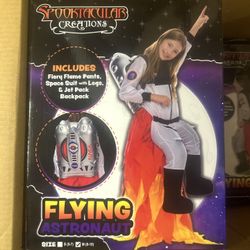 SPOOKTACULAR
CREATIONS
INCLUDES
Fiery Flame Pants,
Space Suit with Legs,
& Jet Pack
Backpack
FLYING
ASTRONAUT
SIZE